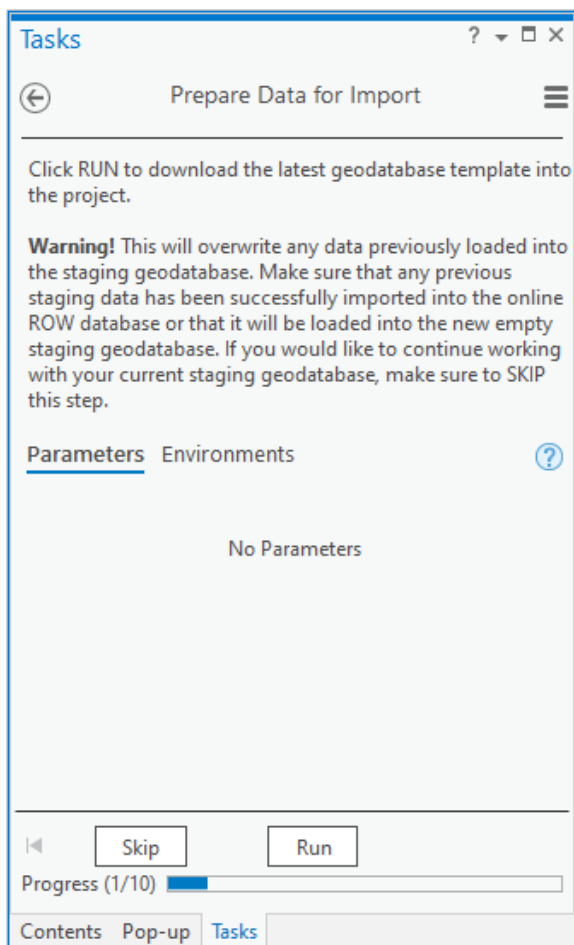 Tasks
Prepare Data for Import
Click RUN to download the latest geodatabase template into
the project.
Warning! This will overwrite any data previously loaded into
the staging geodatabase. Make sure that any previous
staging data has been successfully imported into the online
ROW database or that it will be loaded into the new empty
staging geodatabase. If you would like to continue working
with your current staging geodatabase, make sure to SKIP
this step.
Parameters Environments
No Parameters
Skip Run
Progress (1/10)
Contents Pop-up Tasks